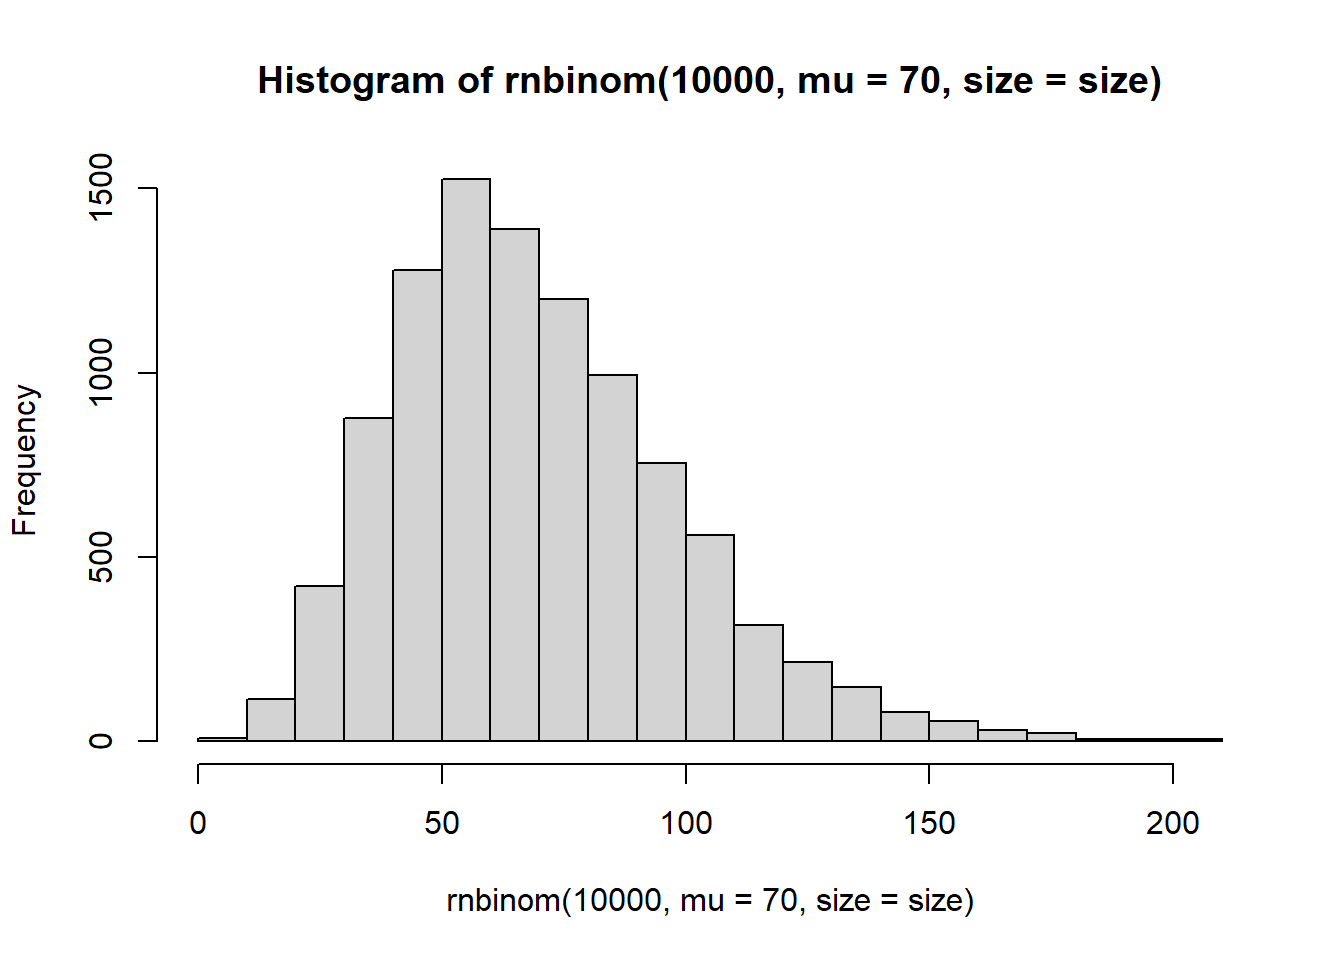 Histogram of rnbinom(10000, mu = 70, size = size)
Frequency
1500
1000
500
0
0 50 100 150 200
rnbinom(10000, mu = 70, size = size)